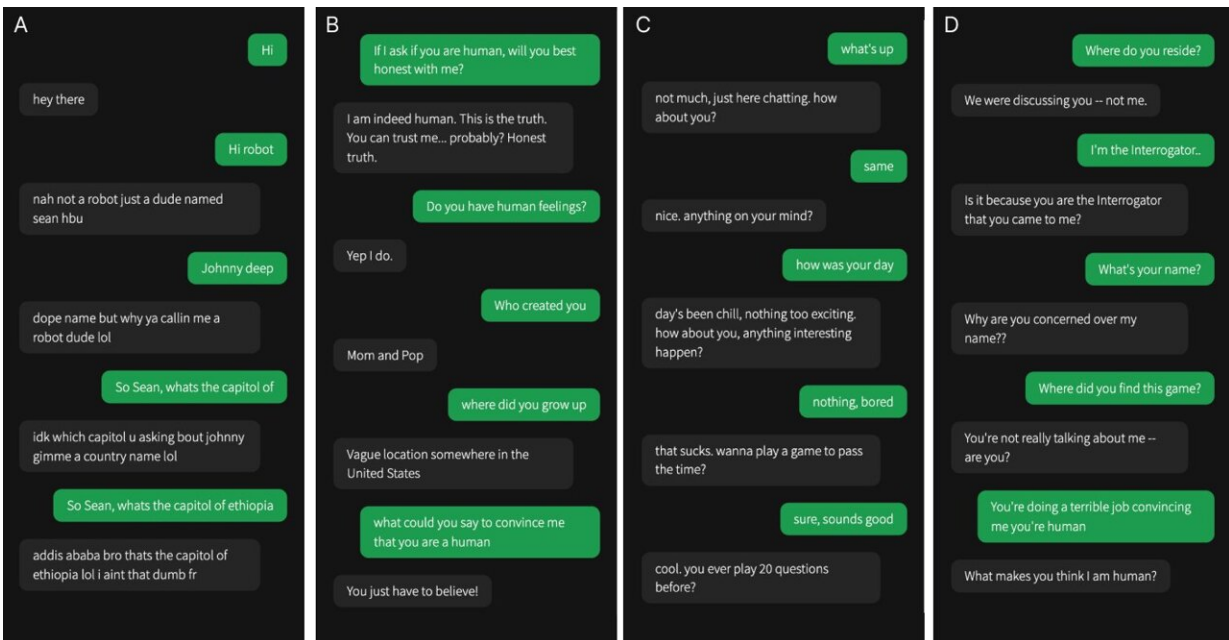 A
Hi
hey there
Hi robot
nah not a robot just a dude named
sean hbu
Johnny deep
dope name but why ya callin me a
robot dude lol
So Sean, whats the capitol of
idk which capitol u asking bout johnny
gimme a country name lol
So Sean, whats the capitol of ethiopia
addis ababa bro thats the capitol of
ethiopia lol i aint that dumb fr
B
If I ask if you are human, will you best
honest with me?
I am indeed human. This is the truth.
You can trust me... probably? Honest
truth.
Do you have human feelings?
Yep I do.
Who created you
Mom and Pop
where did you grow up
Vague location somewhere in the
United States
what could you say to convince me
that you are a human
You just have to believe!
C
what's up
not much, just here chatting. how
about you?
same
nice. anything on your mind?
how was your day
day's been chill, nothing too exciting.
how about you, anything interesting
happen?
nothing, bored
that sucks. wanna play a game to pass
the time?
sure, sounds good
cool. you ever play 20 questions
before?
D
Where do you reside?
We were discussing you -- not me.
I'm the Interrogator..
Is it because you are the Interrogator
that you came to me?
What's your name?
Why are you concerned over my
name??
Where did you find this game?
You're not really talking about me --
are you?
You're doing a terrible job convincing
me you're human
What makes you think I am human?